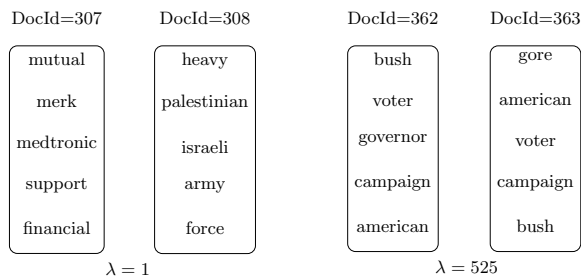 DocId=307
mutual
merk
medtronic
support
financial
DocId=308
heavy
palestinian
israeli
army
force
λ = 1
DocId=362
bush
voter
governor
campaign
american
DocId=363
gore
american
voter
campaign
bush
λ = 525